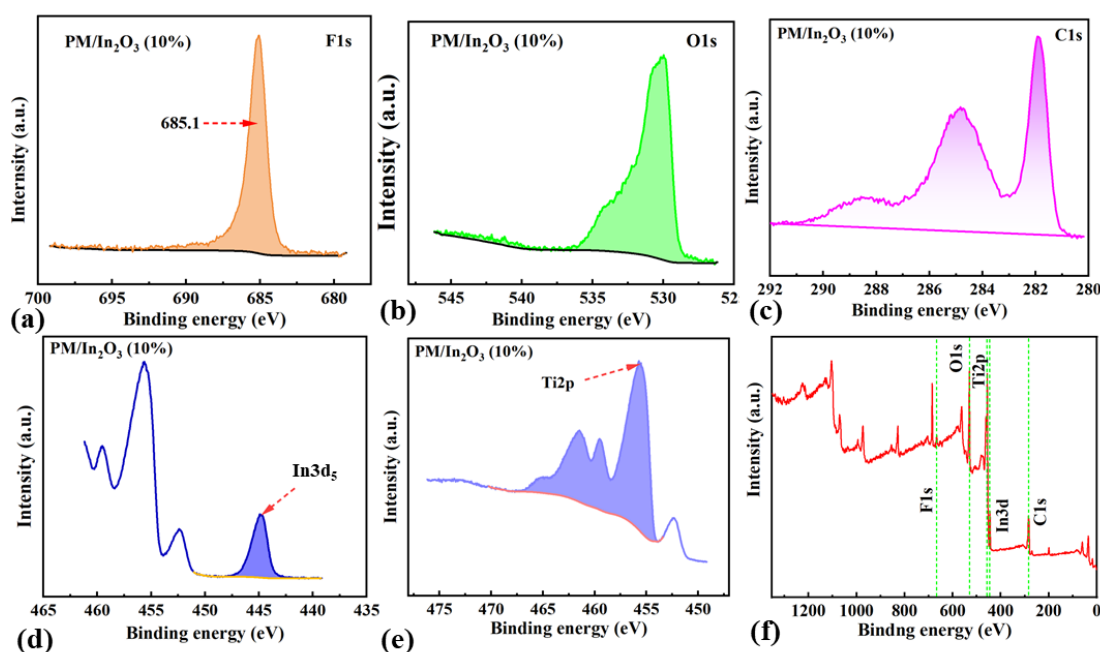 PM/In₂O₃ (10%) F1s
685.1
Internsity (a.u.)
700 695 690 685 680
Binding energy (eV)
(a)
PM/In₂O₃ (10%) O1s
Intensity (a.u.)
545 540 535 530 52
Binding energy (eV)
(b)
PM/In₂O₃ (10%) C1s
Intensity (a.u.)
292 290 288 286 284 282 280
Binding energy (eV)
(c)
PM/In₂O₃ (10%)
In3d₅
Intensity (a.u.)
465 460 455 450 445 440 435
Binding energy (eV)
(d)
PM/In₂O₃ (10%)
Ti2p
Intensity (a.u.)
475 470 465 460 455 450
Binding energy (eV)
(e)
O1s
Ti2p
F1s
In3d
C1s
Intensity (a.u.)
1200 1000 800 600 400 200 0
Bindng energy (eV)
(f)